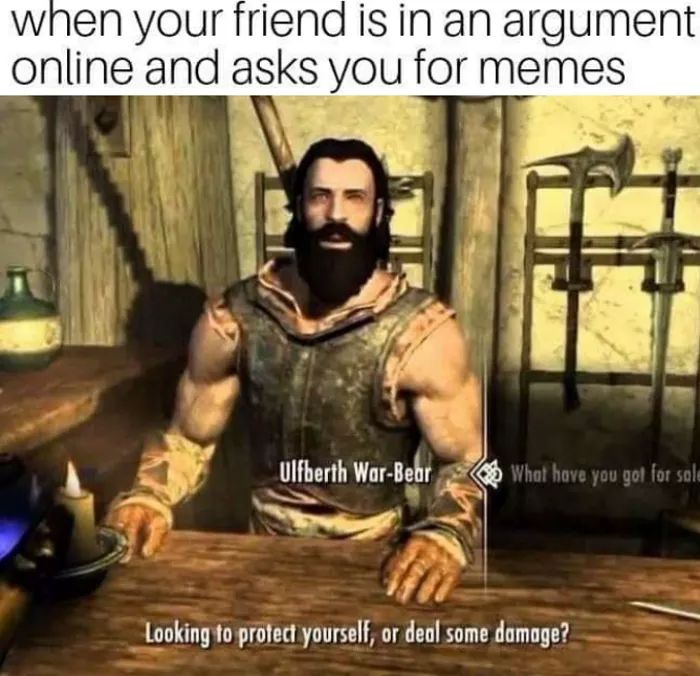 when your friend is in an argument
online and asks you for memes
Ulfberth War-Bear
What have you got for sale
Looking to protect yourself, or deal some damage?